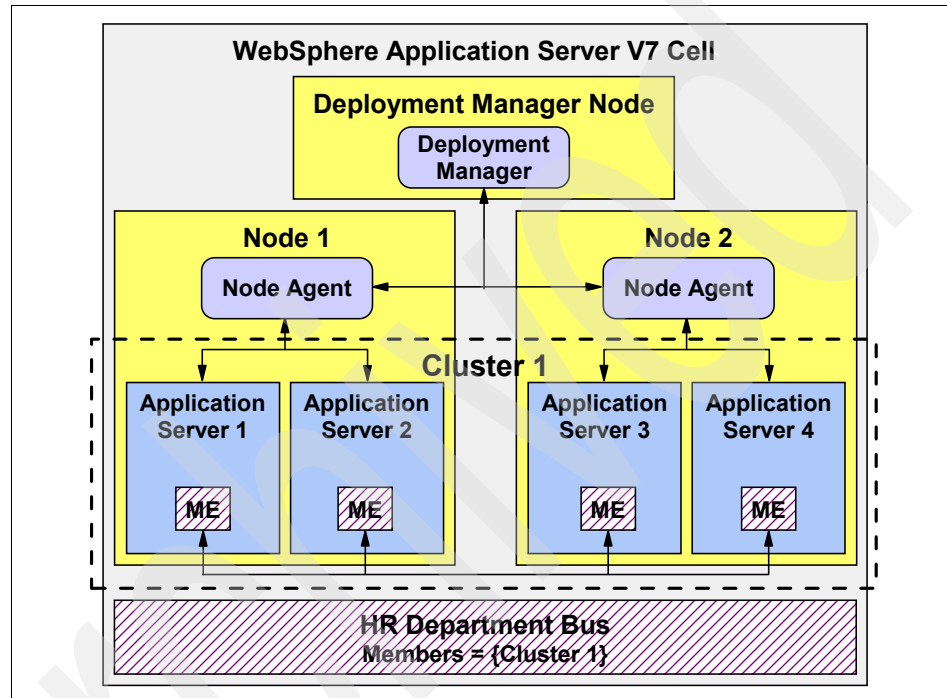 WebSphere Application Server V7 Cell
Deployment Manager Node
Deployment
Manager
Node 1
Node Agent
Node 2
Node Agent
Cluster 1
Application
Server 1
ME
Application
Server 2
ME
Application
Server 3
ME
Application
Server 4
ME
HR Department Bus
Members = {Cluster 1}